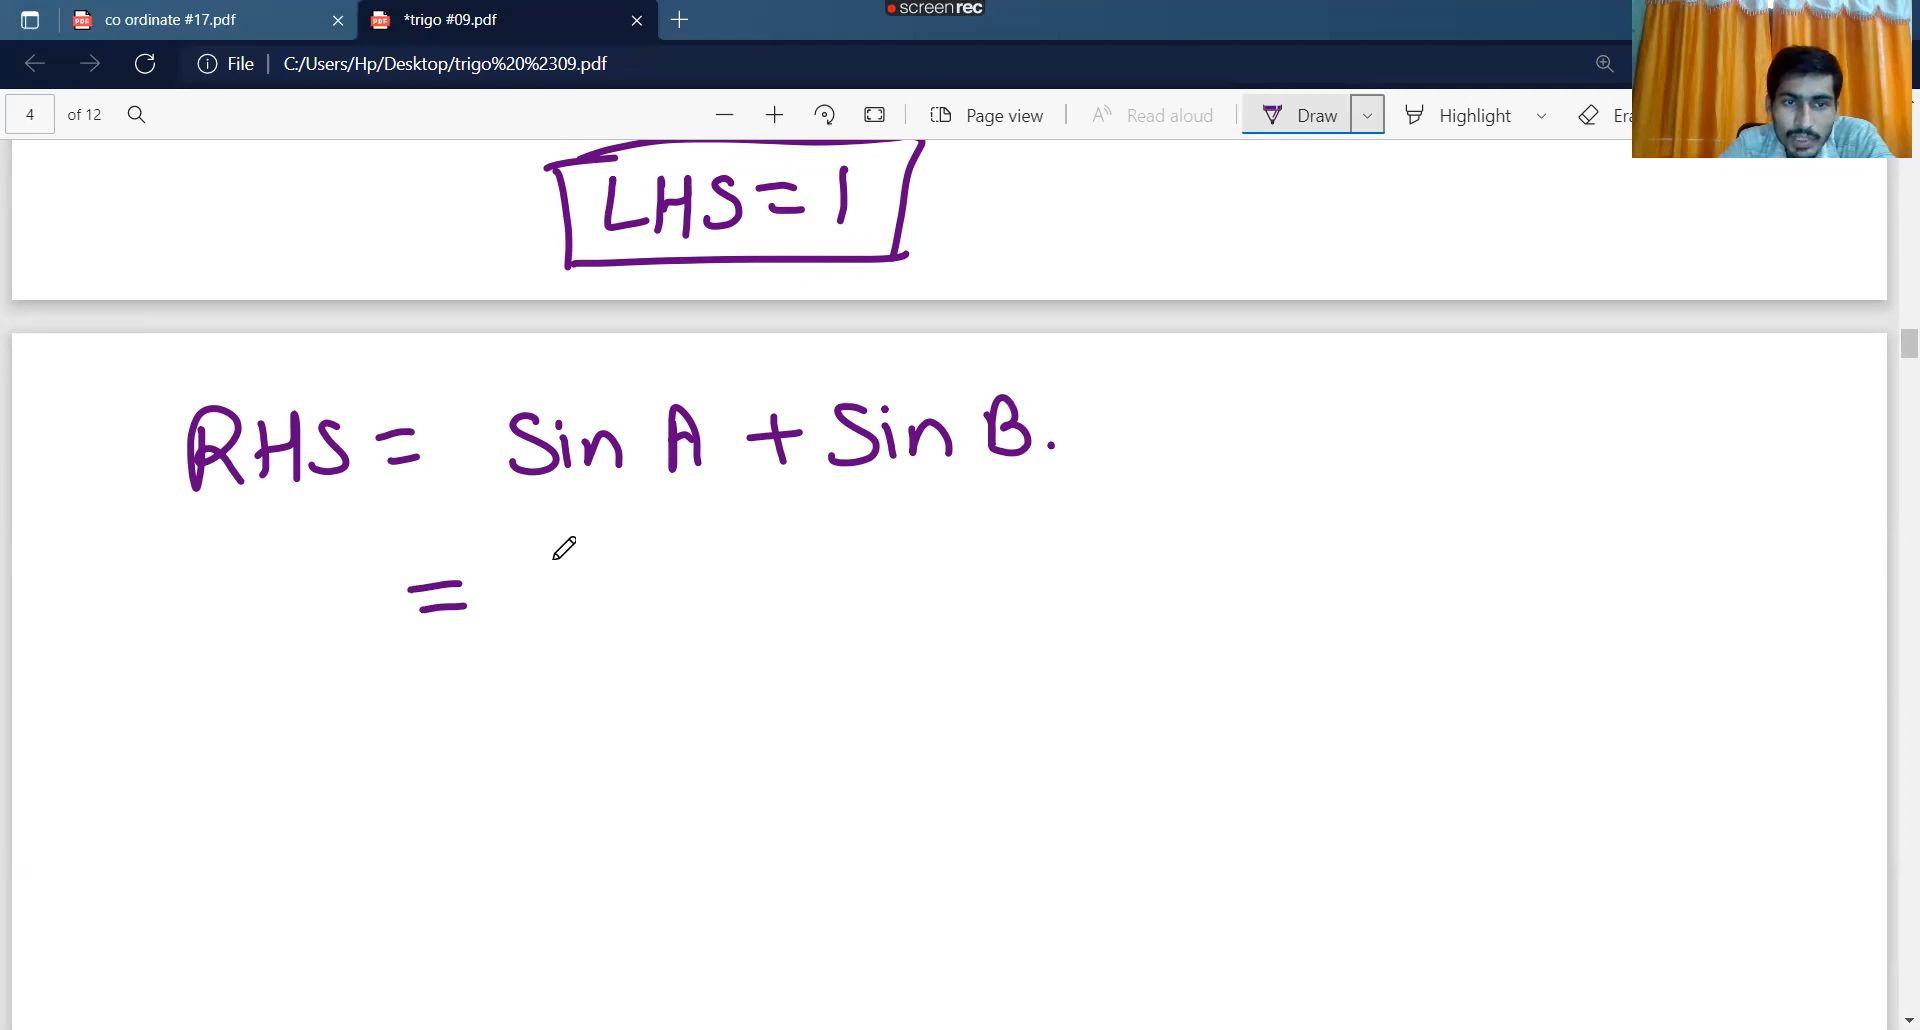 co ordinate #17.pdf
*trigo #09.pdf
screenrec
File
C:/Users/Hp/Desktop/trigo%20%2309.pdf
4 of 12
Page view
Read aloud
Draw
Highlight
LHS = 1
RHS = Sin A + Sin B.
=